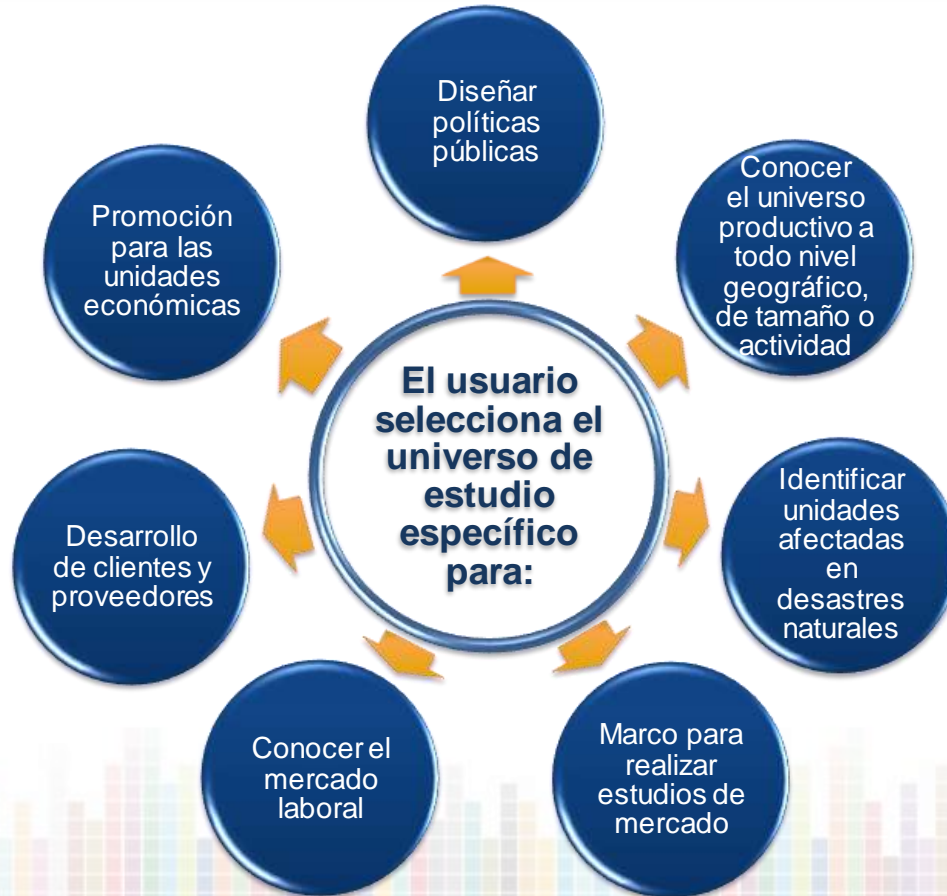 Diseñar
políticas
públicas
Conocer
el universo
productivo a
todo nivel
geográfico,
de tamaño o
actividad
Identificar
unidades
afectadas
en
desastres
naturales
Marco para
realizar
estudios de
mercado
Conocer el
mercado
laboral
Desarrollo
de clientes y
proveedores
Promoción
para las
unidades
económicas
El usuario
selecciona el
universo de
estudio
específico
para: